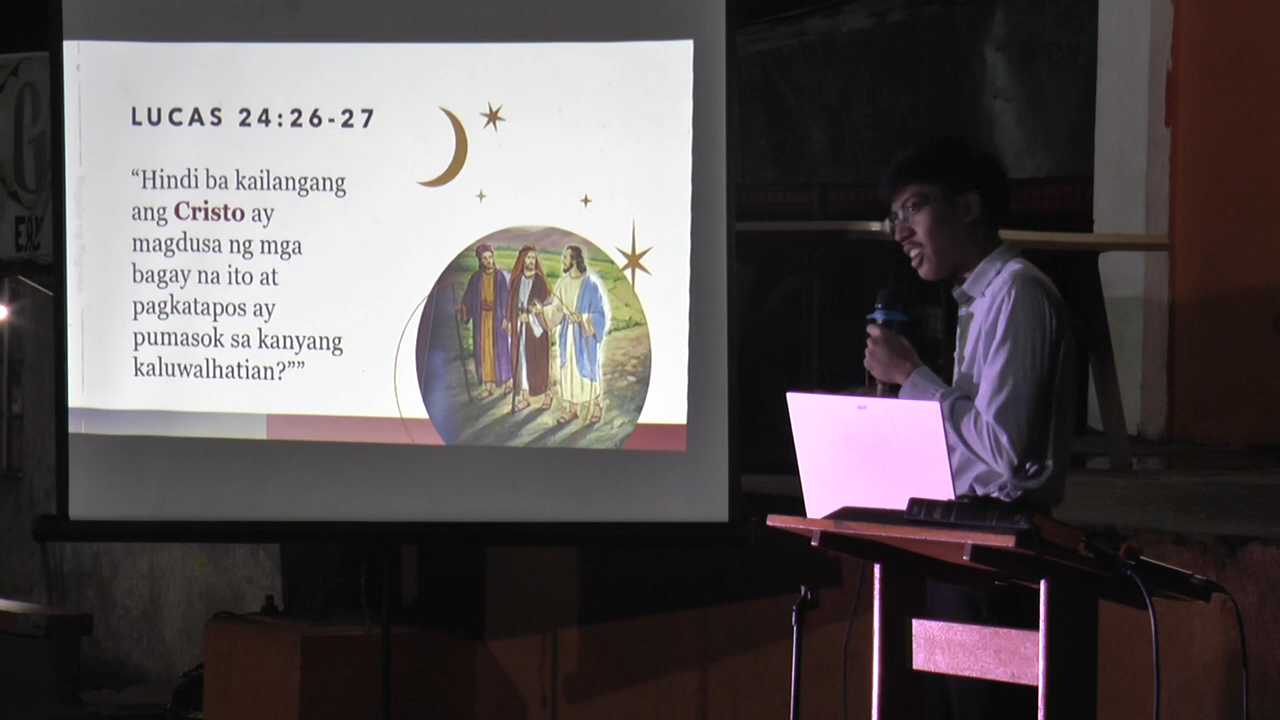 LUCAS 24:26-27
“Hindi ba kailangang
ang Cristo ay
magdusa ng mga
bagay na ito at
pagkatapos ay
pumasok sa kanyang
kaluwalhatian?””
acer